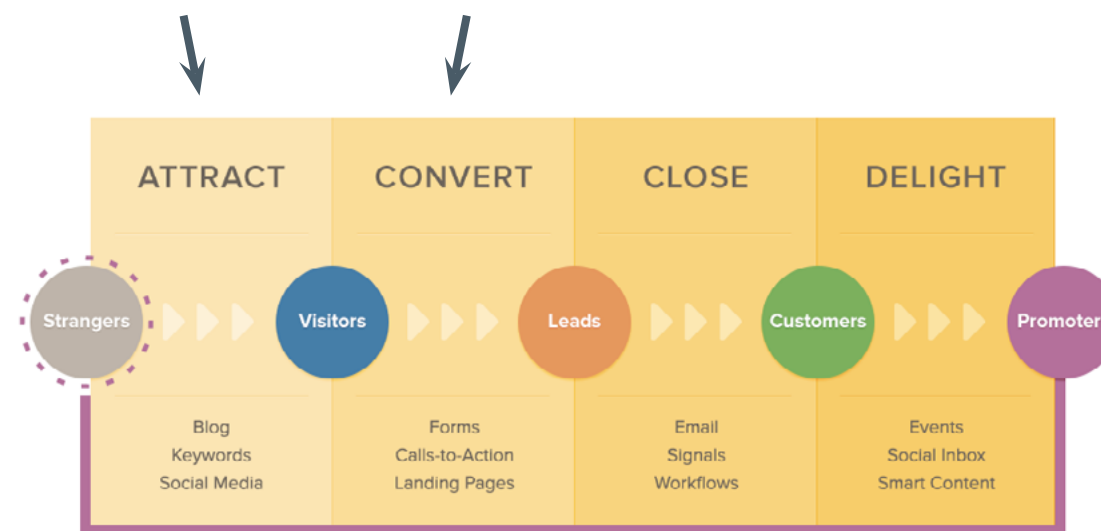 ATTRACT
CONVERT
CLOSE
DELIGHT
Strangers
Visitors
Leads
Customers
Promoter
Blog
Keywords
Social Media
Forms
Calls-to-Action
Landing Pages
Email
Signals
Workflows
Events
Social Inbox
Smart Content